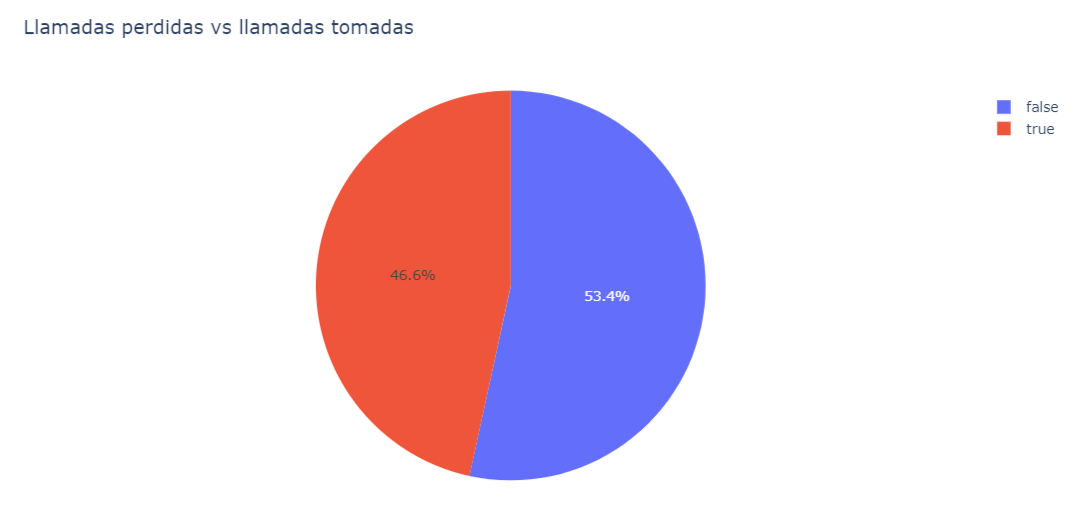 Llamadas perdidas vs llamadas tomadas
false
true
46.6%
53.4%